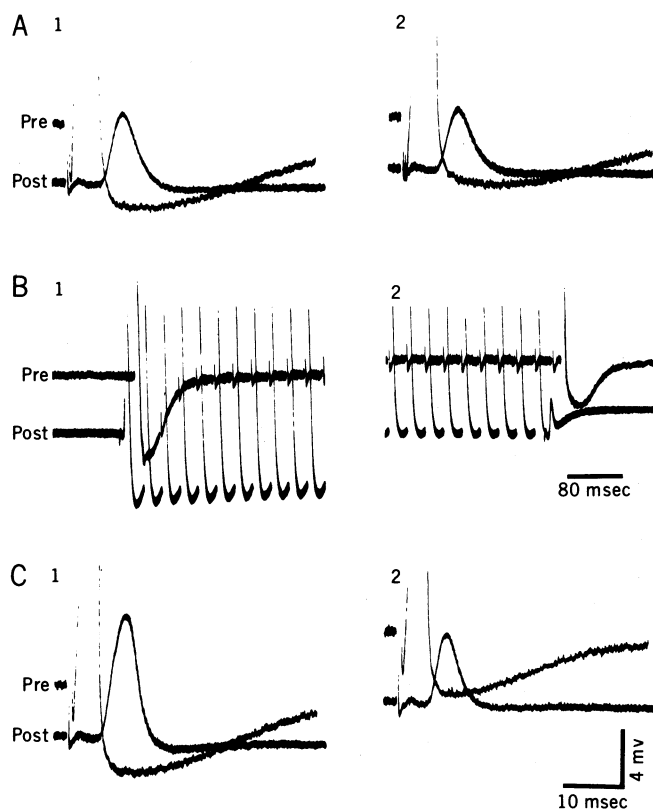 A 1 2
Pre
Post
B 1 2
Pre
Post
80 msec
C 1 2
Pre
Post
4 mv
10 msec